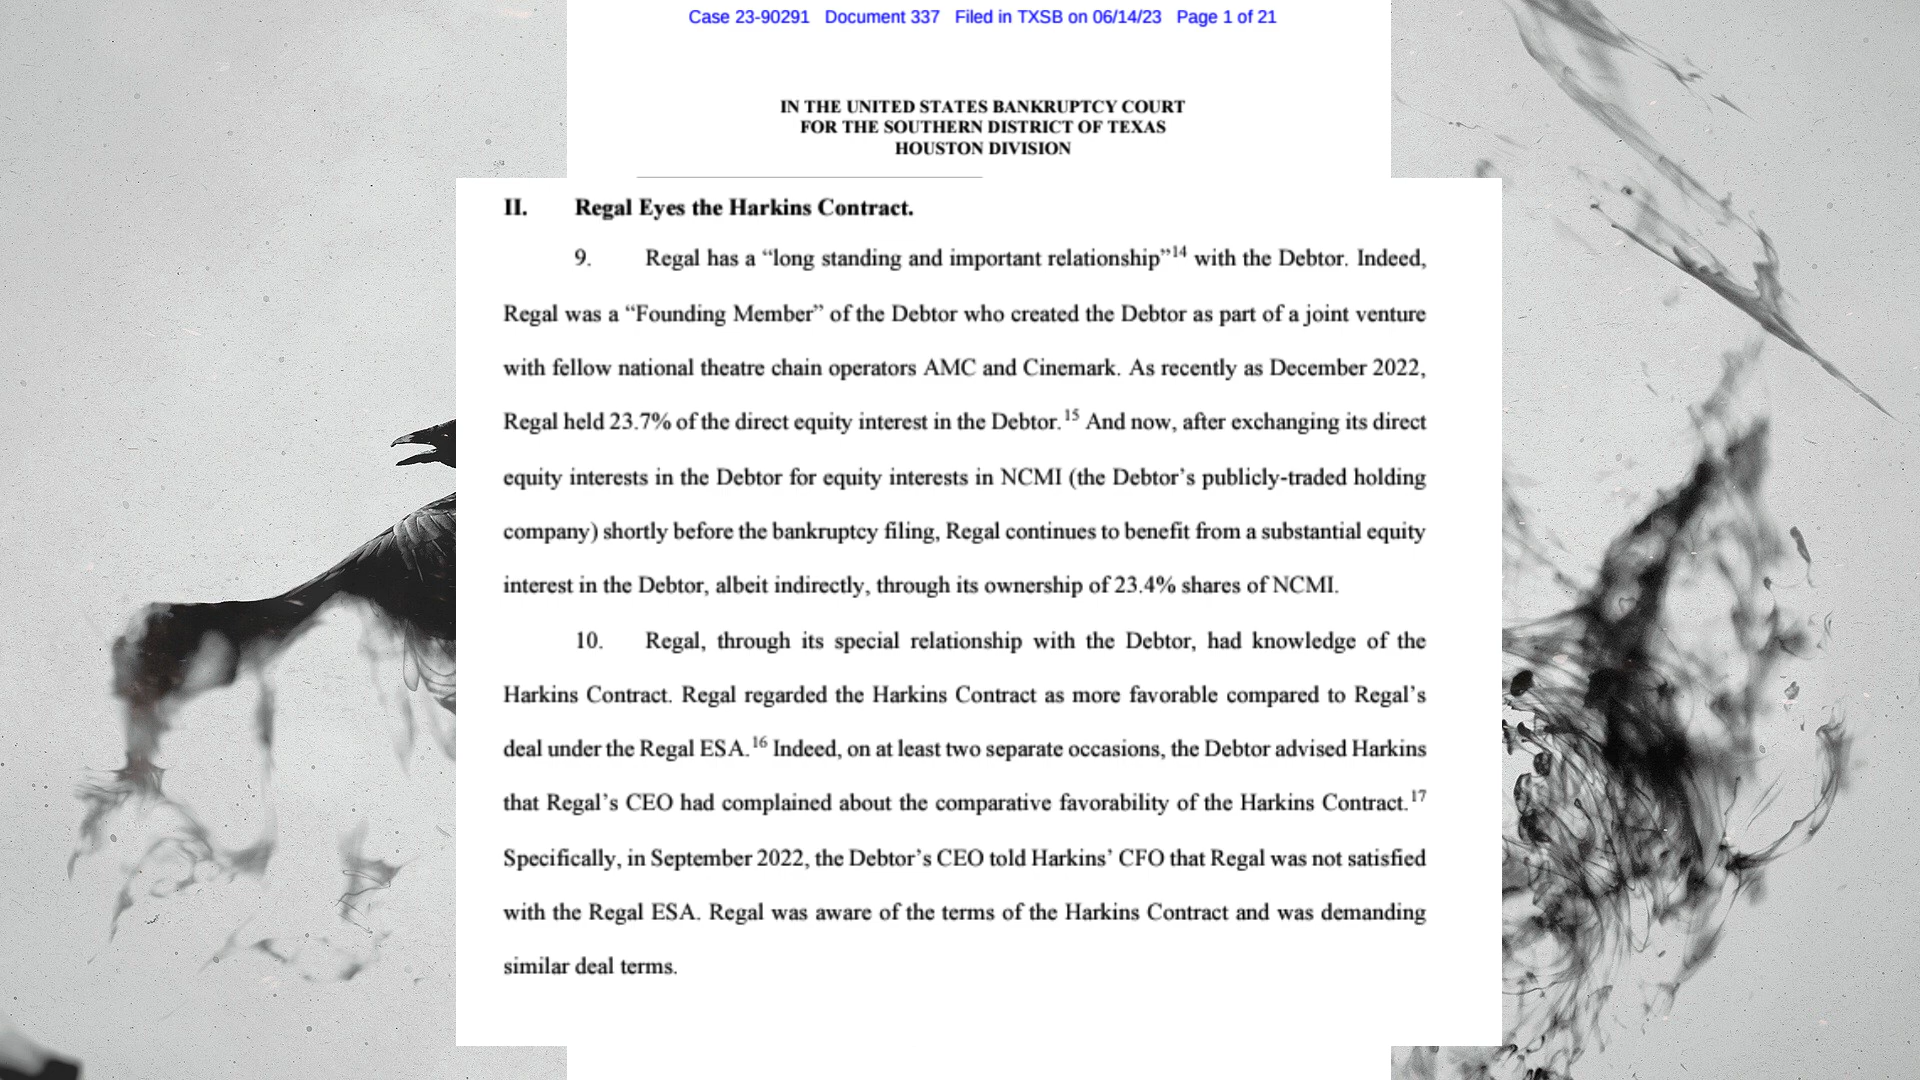 Case 23-90291 Document 337 Filed in TXSB on 06/14/23 Page 1 of 21
IN THE UNITED STATES BANKRUPTCY COURT
FOR THE SOUTHERN DISTRICT OF TEXAS
HOUSTON DIVISION
II. Regal Eyes the Harkins Contract.
9. Regal has a “long standing and important relationship”14 with the Debtor. Indeed,
Regal was a “Founding Member” of the Debtor who created the Debtor as part of a joint venture
with fellow national theatre chain operators AMC and Cinemark. As recently as December 2022,
Regal held 23.7% of the direct equity interest in the Debtor.15 And now, after exchanging its direct
equity interests in the Debtor for equity interests in NCMI (the Debtor’s publicly-traded holding
company) shortly before the bankruptcy filing, Regal continues to benefit from a substantial equity
interest in the Debtor, albeit indirectly, through its ownership of 23.4% shares of NCMI.
10. Regal, through its special relationship with the Debtor, had knowledge of the
Harkins Contract. Regal regarded the Harkins Contract as more favorable compared to Regal’s
deal under the Regal ESA.16 Indeed, on at least two separate occasions, the Debtor advised Harkins
that Regal’s CEO had complained about the comparative favorability of the Harkins Contract.17
Specifically, in September 2022, the Debtor’s CEO told Harkins’ CFO that Regal was not satisfied
with the Regal ESA. Regal was aware of the terms of the Harkins Contract and was demanding
similar deal terms.